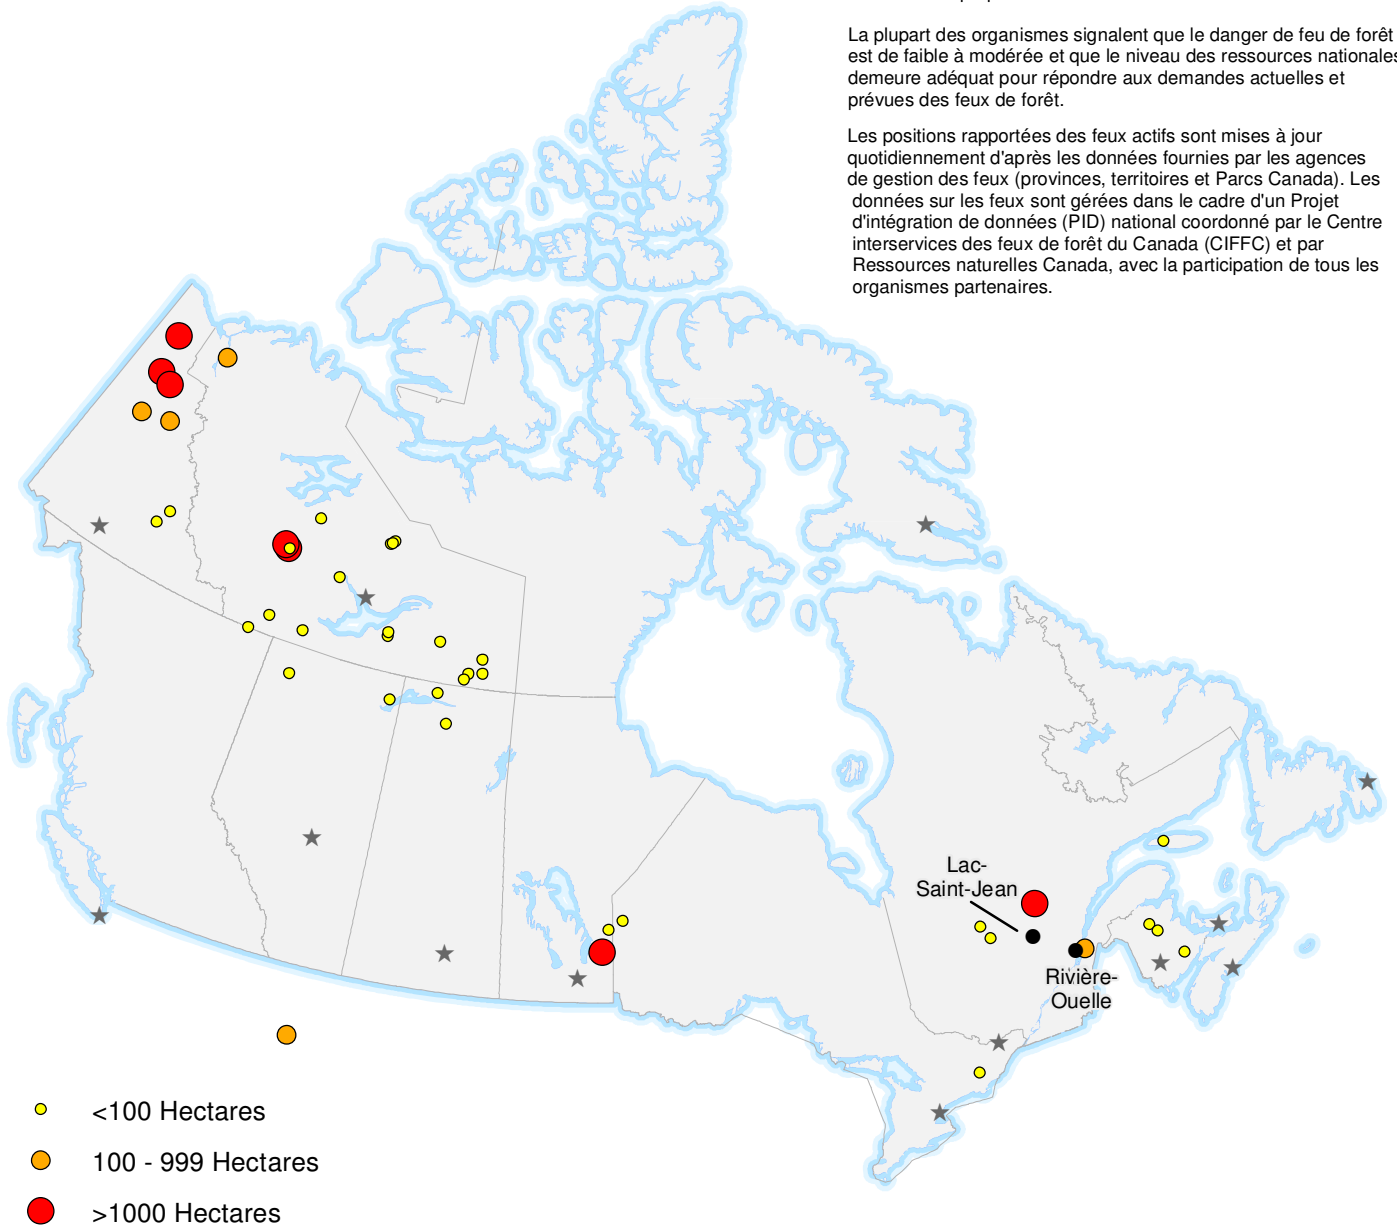 La plupart des organismes signalent que le danger de feu de forêt
est de faible à modérée et que le niveau des ressources nationales
demeure adéquat pour répondre aux demandes actuelles et
prévues des feux de forêt.
Les positions rapportées des feux actifs sont mises à jour
quotidiennement d'après les données fournies par les agences
de gestion des feux (provinces, territoires et Parcs Canada). Les
données sur les feux sont gérées dans le cadre d'un Projet
d'intégration de données (PID) national coordonné par le Centre
interservices des feux de forêt du Canada (CIFFC) et par
Ressources naturelles Canada, avec la participation de tous les
organismes partenaires.
Lac-
Saint-Jean
Rivière-
Ouelle
<100 Hectares
100 - 999 Hectares
>1000 Hectares